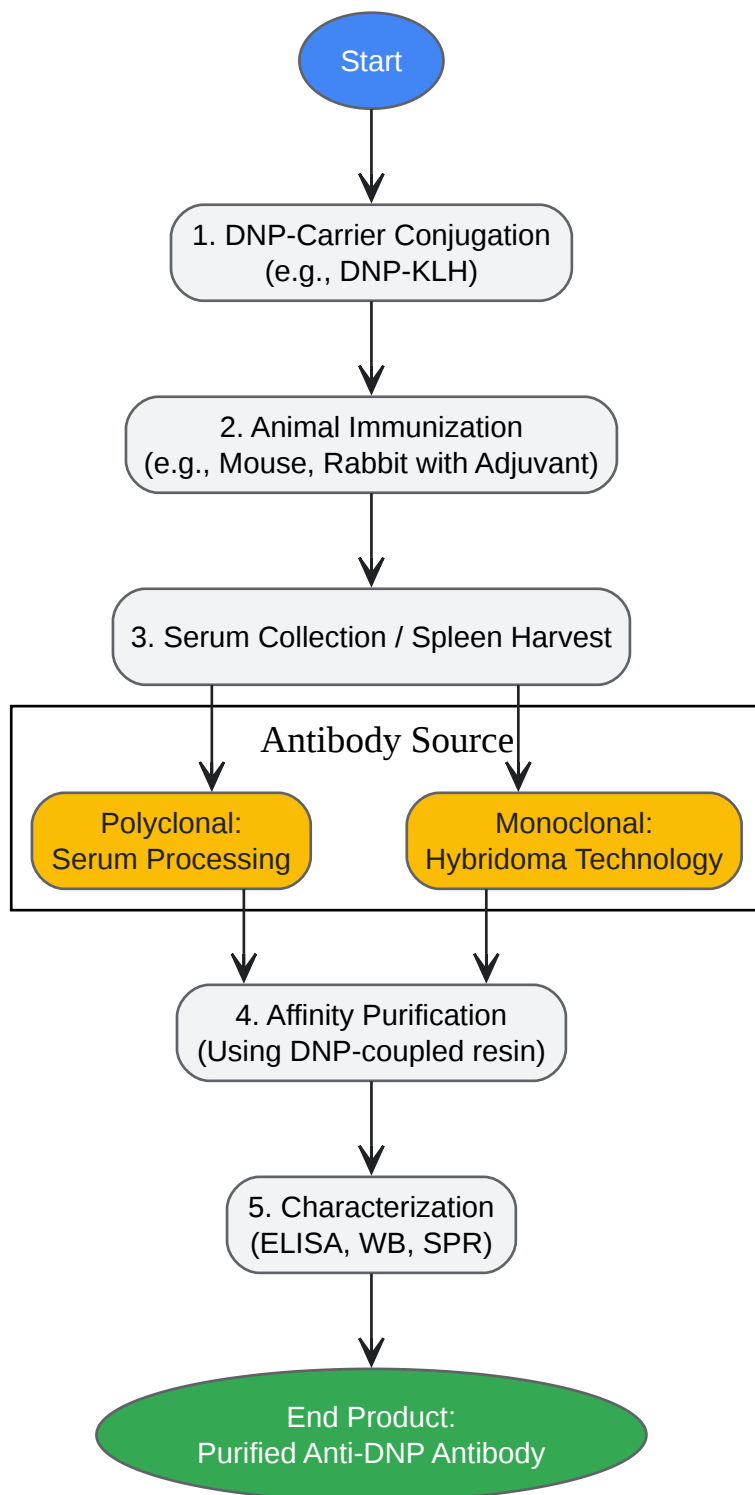 Start
1. DNP-Carrier Conjugation
(e.g., DNP-KLH)
2. Animal Immunization
(e.g., Mouse, Rabbit with Adjuvant)
3. Serum Collection / Spleen Harvest
Antibody Source
Polyclonal:
Serum Processing
Monoclonal:
Hybridoma Technology
4. Affinity Purification
(Using DNP-coupled resin)
5. Characterization
(ELISA, WB, SPR)
End Product:
Purified Anti-DNP Antibody